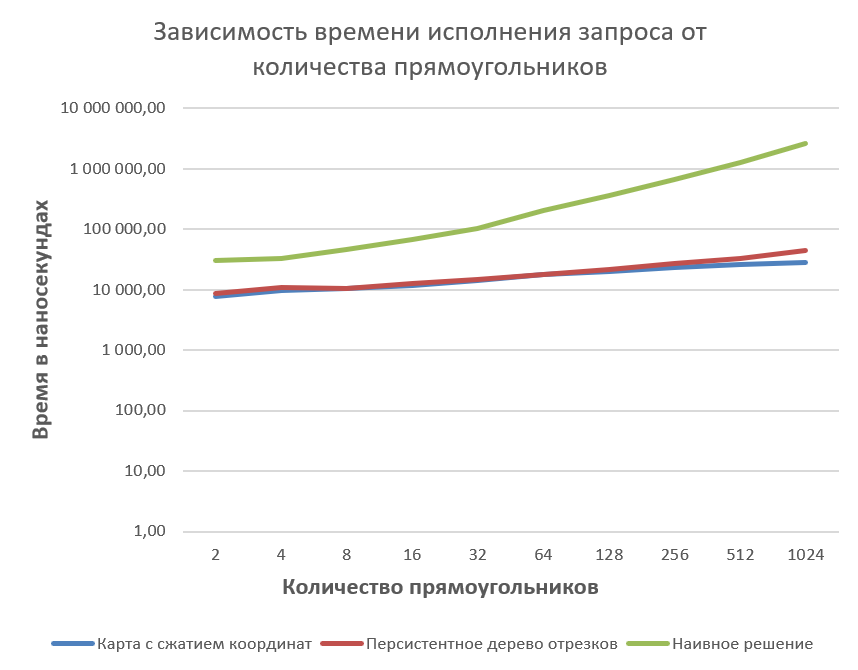 Зависимость времени исполнения запроса от
количества прямоугольников
10 000 000,00
1 000 000,00
100 000,00
10 000,00
1 000,00
100,00
10,00
1,00
Время в наносекундах
2 4 8 16 32 64 128 256 512 1024
Количество прямоугольников
Карта с сжатием координат Персистентное дерево отрезков Наивное решение